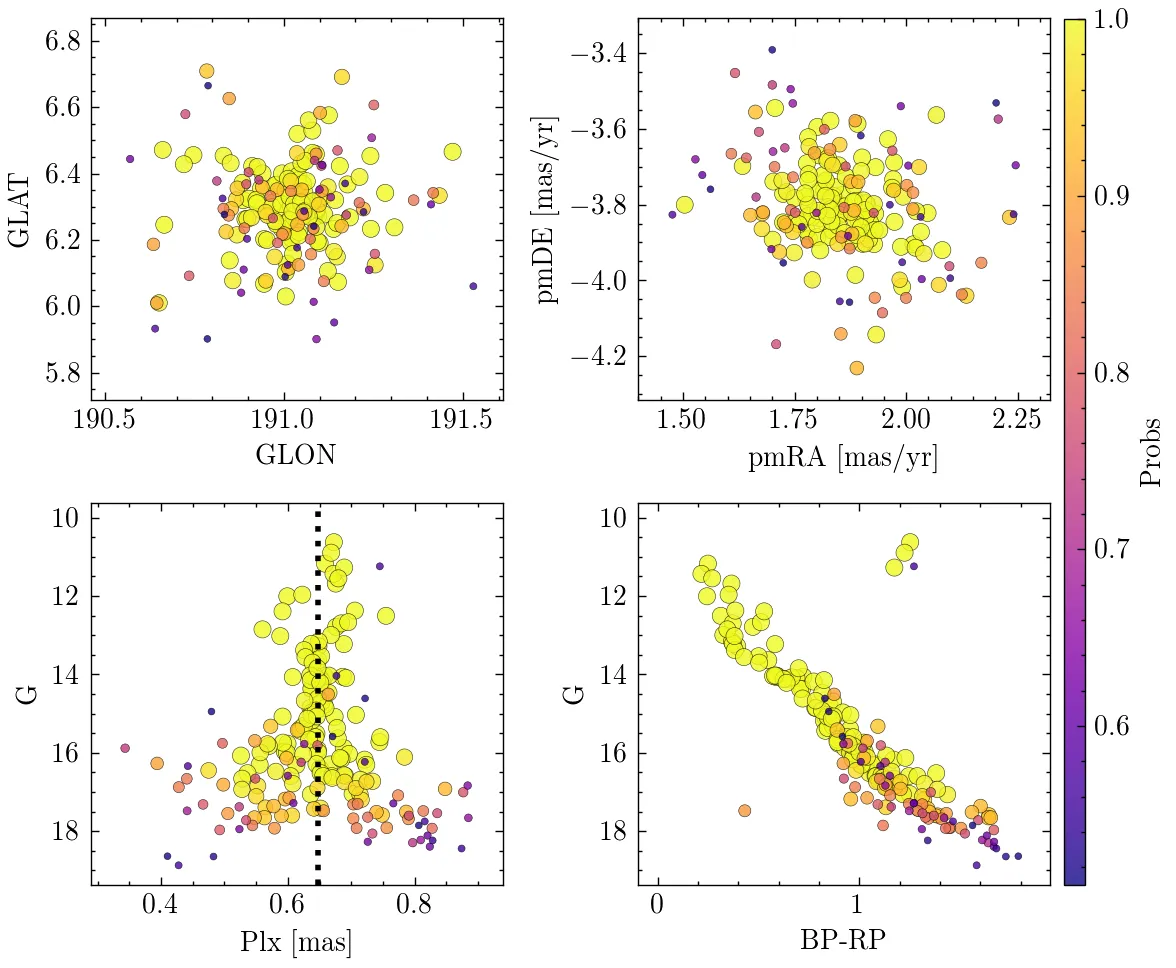 6.8
6.6
6.4
6.2
6.0
5.8
GLAT
190.5 191.0 191.5
GLON
−3.4
−3.6
−3.8
−4.0
−4.2
pmDE [mas/yr]
1.50 1.75 2.00 2.25
pmRA [mas/yr]
1.0
0.9
0.8
0.7
0.6
Probs
10
12
14
16
18
G
0.4 0.6 0.8
Plx [mas]
10
12
14
16
18
G
0 1
BP-RP